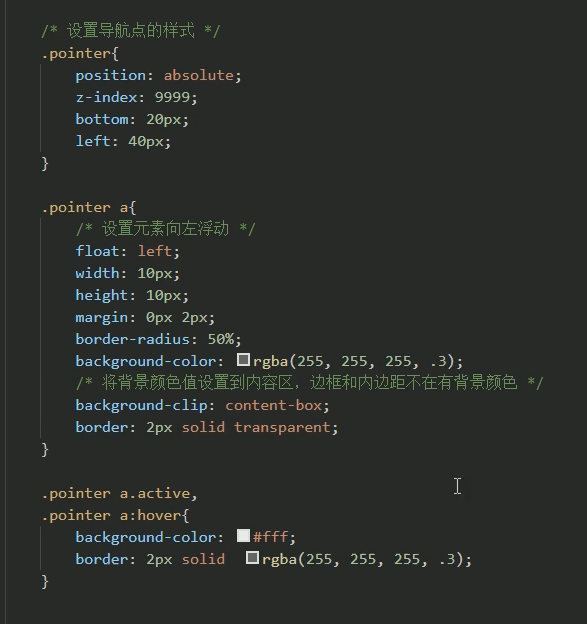 /* 设置导航点的样式 */
.pointer{
position: absolute;
z-index: 9999;
bottom: 20px;
left: 40px;
}
.pointer a{
/* 设置元素向左浮动 */
float: left;
width: 10px;
height: 10px;
margin: 0px 2px;
border-radius: 50%;
background-color: rgba(255, 255, 255, .3);
/* 将背景颜色值设置到内容区，边框和内边距不在有背景颜色 */
background-clip: content-box;
border: 2px solid transparent;
}
.pointer a.active,
.pointer a:hover{
background-color: #fff;
border: 2px solid rgba(255, 255, 255, .3);
}